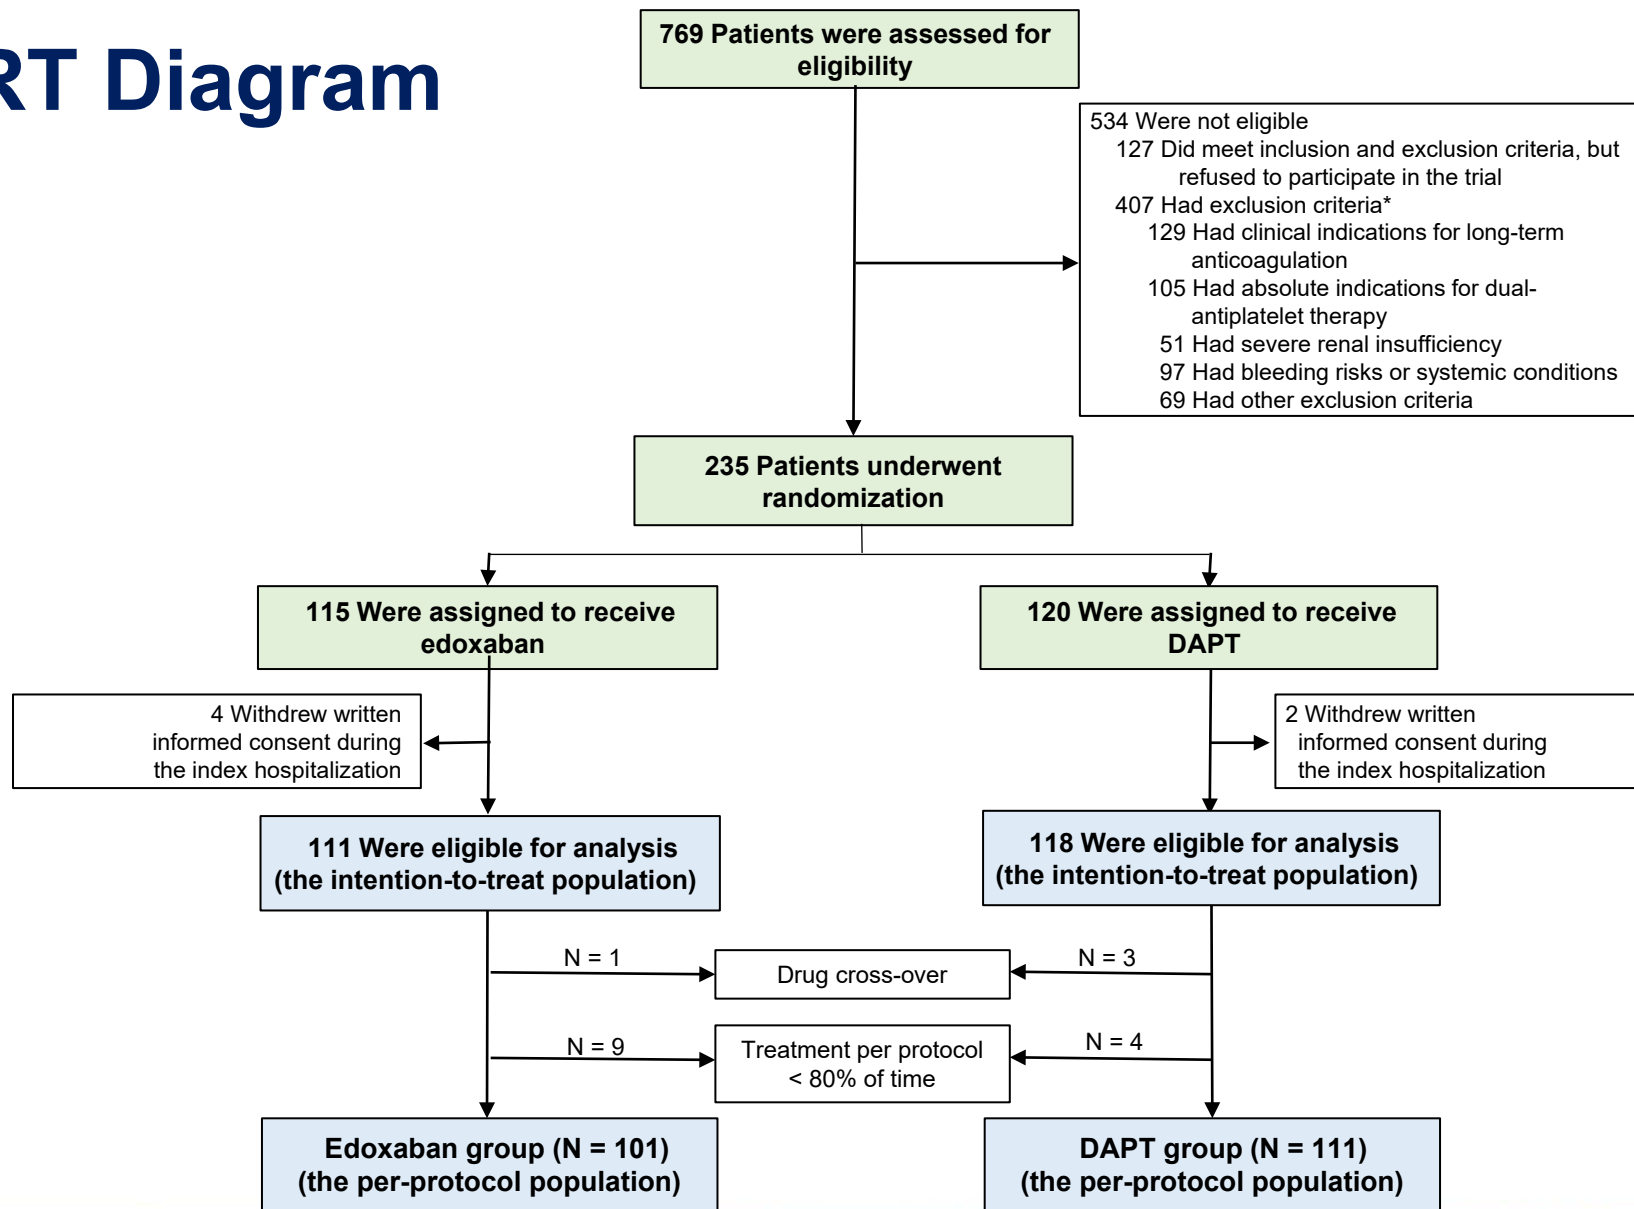 RT Diagram
769 Patients were assessed for
eligibility
534 Were not eligible
127 Did meet inclusion and exclusion criteria, but
refused to participate in the trial
407 Had exclusion criteria*
129 Had clinical indications for long-term
anticoagulation
105 Had absolute indications for dual-
antiplatelet therapy
51 Had severe renal insufficiency
97 Had bleeding risks or systemic conditions
69 Had other exclusion criteria
235 Patients underwent
randomization
115 Were assigned to receive
edoxaban
120 Were assigned to receive
DAPT
4 Withdrew written
informed consent during
the index hospitalization
2 Withdrew written
informed consent during
the index hospitalization
111 Were eligible for analysis
(the intention-to-treat population)
118 Were eligible for analysis
(the intention-to-treat population)
N = 1
Drug cross-over
N = 3
N = 9
Treatment per protocol
< 80% of time
N = 4
Edoxaban group (N = 101)
(the per-protocol population)
DAPT group (N = 111)
(the per-protocol population)